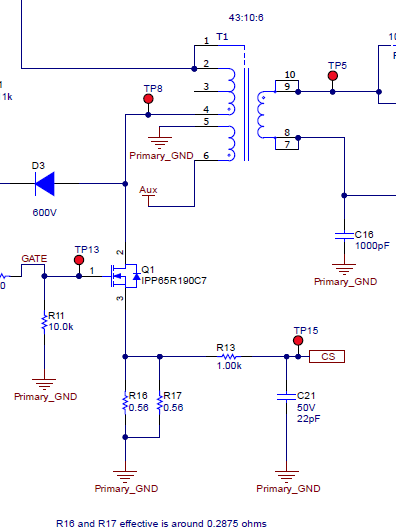 43:10:6
1
T1
10
2
10
TP5
TP8
9
1k
3
4
5
8
Primary_GND
7
D3
6
Aux
600V
C16
1000pF
2
TP13
GATE
Q1
1
IPP65R190C7
Primary_GND
0
3
R11
10.0k
TP15
R13
CS
1.00k
R16
R17
C21
0.56
0.56
50V
22pF
Primary_GND
Primary_GND
Primary_GND
R16 and R17 effective is around 0.2875 ohms